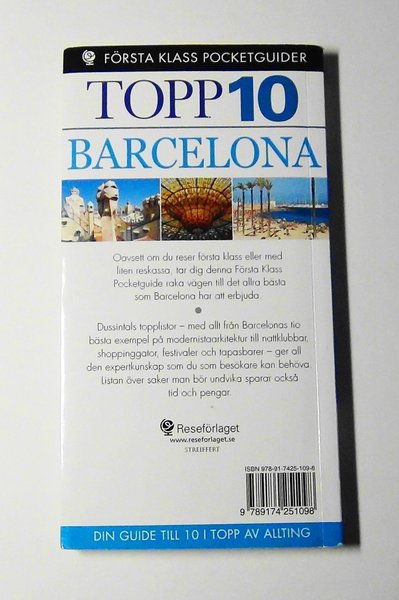 FÖRSTA KLASS POCKETGUIDER
TOPP10
BARCELONA
Oavsett om du reser första klass eller med
liten reskassa, tar dig denna Första Klass
Pocketguide raka vägen till det allra bästa
som Barcelona har att erbjuda.
Dussintals topplistor – med allt från Barcelonas tio
bästa exempel på modernistaarkitektur till nattklubbar,
shoppinggator, festivaler och tapasbarer – ger all
den expertkunskap som du som besökare kan behöva.
Listan över saker man bör undvika sparar också
tid och pengar.
Reseförlaget
www.reseforlaget.se
STREIFFERT
ISBN 978-91-7425-109-8
9 789174 251098
DIN GUIDE TILL 10 I TOPP AV ALLTING